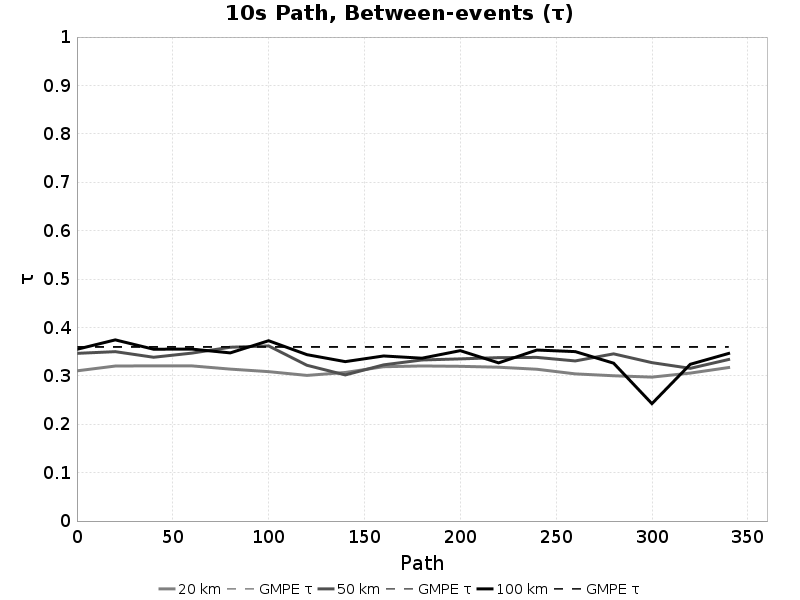 10s Path, Between-events (τ)
1
0.9
0.8
0.7
0.6
0.5
0.4
0.3
0.2
0.1
0
τ
0 50 100 150 200 250 300 350
Path
20 km GMPE τ 50 km GMPE τ 100 km GMPE τ